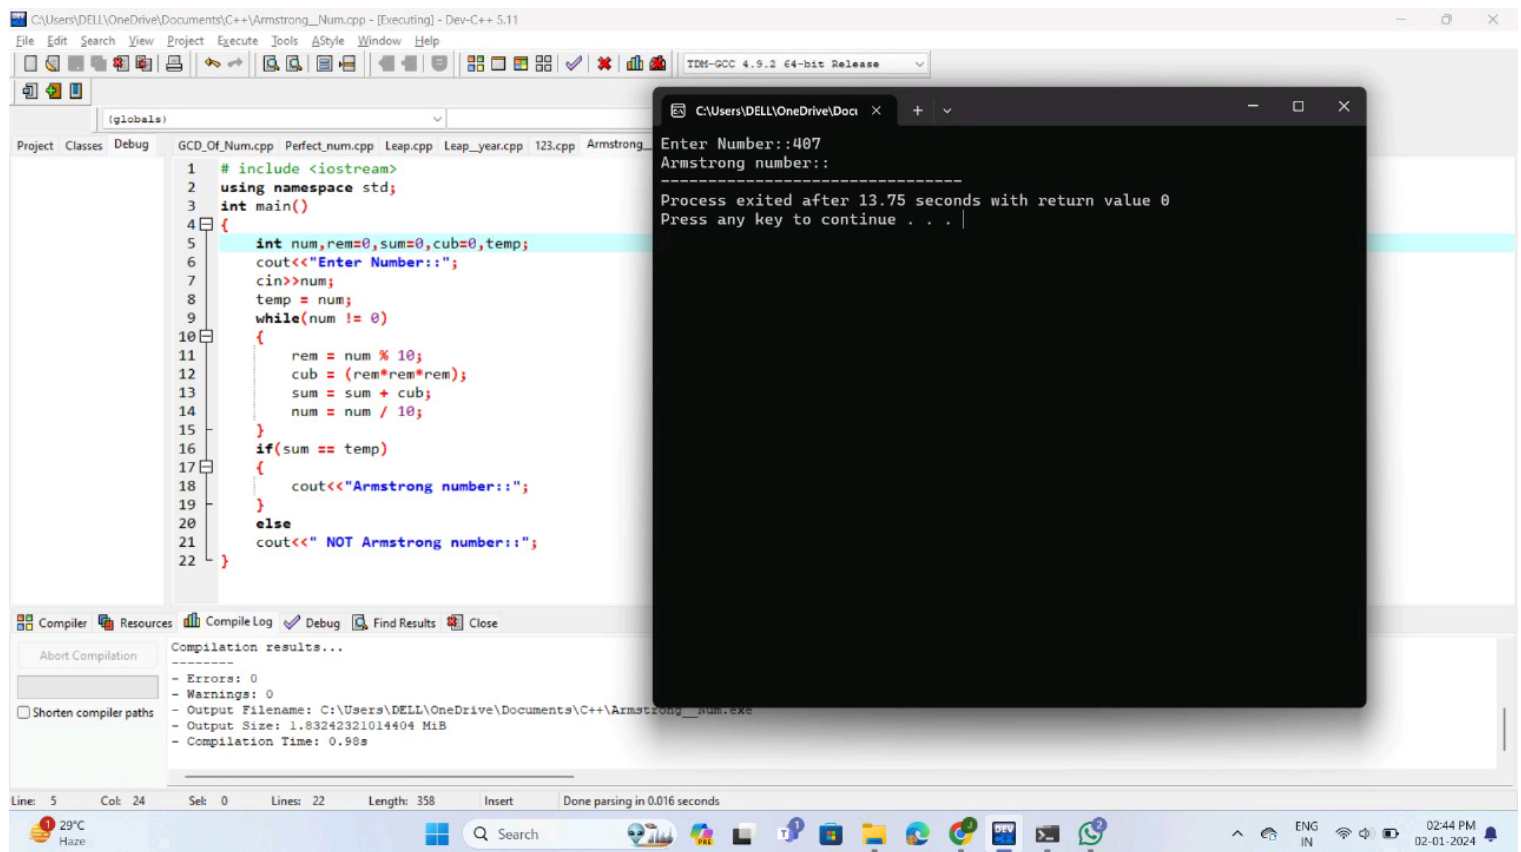 C:\Users\DELL\OneDrive\Documents\C++\Armstrong__Num.cpp - [Executing] - Dev-C++ 5.11
File Edit Search View Project Execute Tools AStyle Window Help
TDM-GCC 4.9.2 64-bit Release
(globals)
Project Classes Debug
GCD_Of_Num.cpp Perfect_num.cpp Leap.cpp Leap__year.cpp 123.cpp Armstrong__
1 # include <iostream>
2 using namespace std;
3 int main()
4 {
5 int num,rem=0,sum=0,cub=0,temp;
6 cout<<"Enter Number::";
7 cin>>num;
8 temp = num;
9 while(num != 0)
10 {
11 rem = num % 10;
12 cub = (rem*rem*rem);
13 sum = sum + cub;
14 num = num / 10;
15 }
16 if(sum == temp)
17 {
18 cout<<"Armstrong number::";
19 }
20 else
21 cout<<" NOT Armstrong number::";
22 }
C:\Users\DELL\OneDrive\Docu
Enter Number::407
Armstrong number::
--------------------------------
Process exited after 13.75 seconds with return value 0
Press any key to continue . . .
Compiler Resources Compile Log Debug Find Results Close
Abort Compilation
Shorten compiler paths
Compilation results...
--------
- Errors: 0
- Warnings: 0
- Output Filename: C:\Users\DELL\OneDrive\Documents\C++\Armstrong__Num.exe
- Output Size: 1.83242321014404 MiB
- Compilation Time: 0.98s
Line: 5 Col: 24 Sel: 0 Lines: 22 Length: 358 Insert Done parsing in 0.016 seconds
1
29°C
Haze
Search
PRE
1
DEV
2
ENG
IN
02:44 PM
02-01-2024